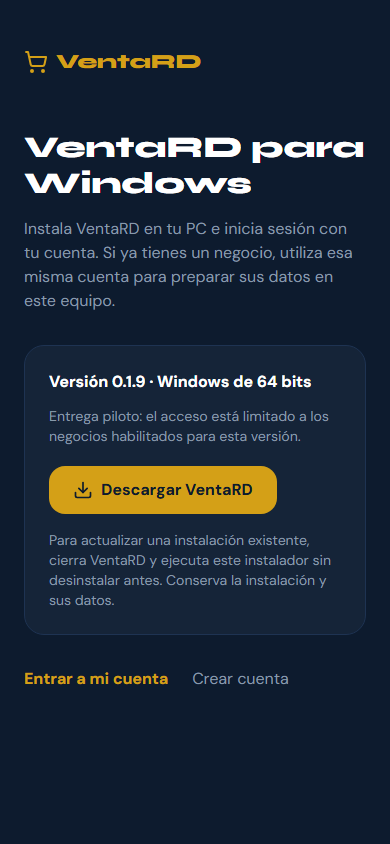 VentaRD
VentaRD para
Windows
Instala VentaRD en tu PC e inicia sesión con
tu cuenta. Si ya tienes un negocio, utiliza esa
misma cuenta para preparar sus datos en
este equipo.
Versión 0.1.9 · Windows de 64 bits
Entrega piloto: el acceso está limitado a los
negocios habilitados para esta versión.
Descargar VentaRD
Para actualizar una instalación existente,
cierra VentaRD y ejecuta este instalador sin
desinstalar antes. Conserva la instalación y
sus datos.
Entrar a mi cuenta Crear cuenta